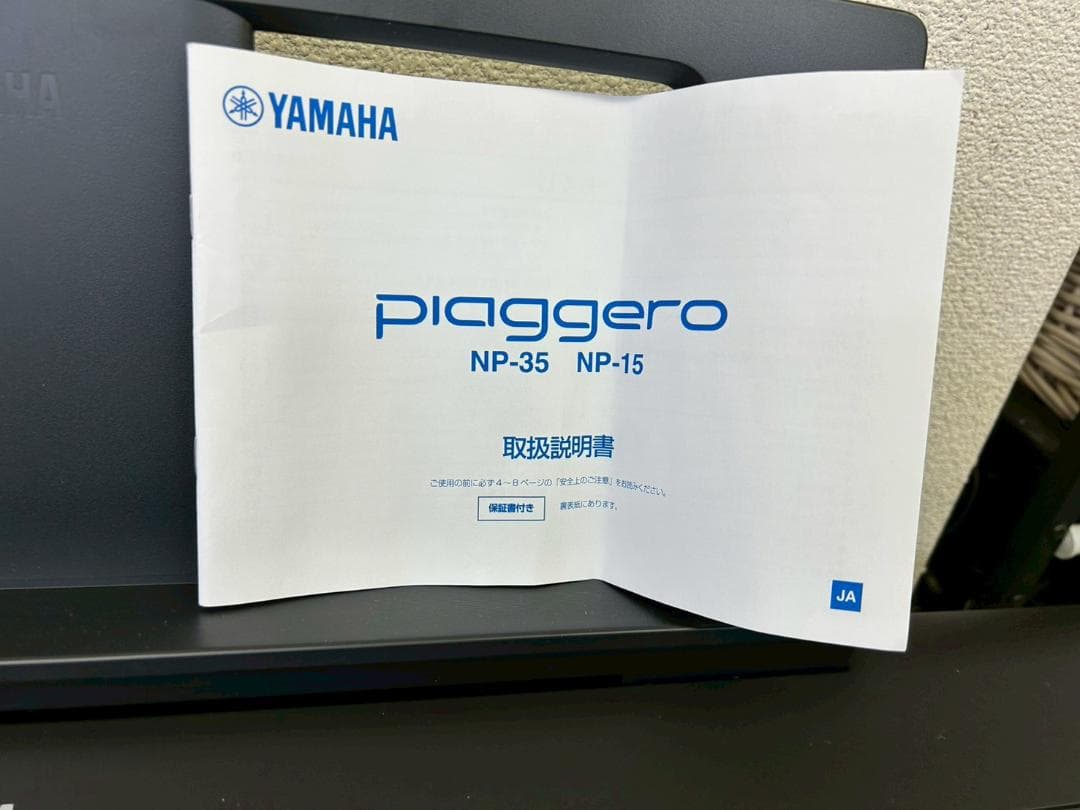 YAMAHA
piaggero
NP-35 NP-15
取扱説明書
ご使用の前に必ず4～8ページの「安全上のご注意」をお読みください。
保証書付き 裏表紙にあります。
JA